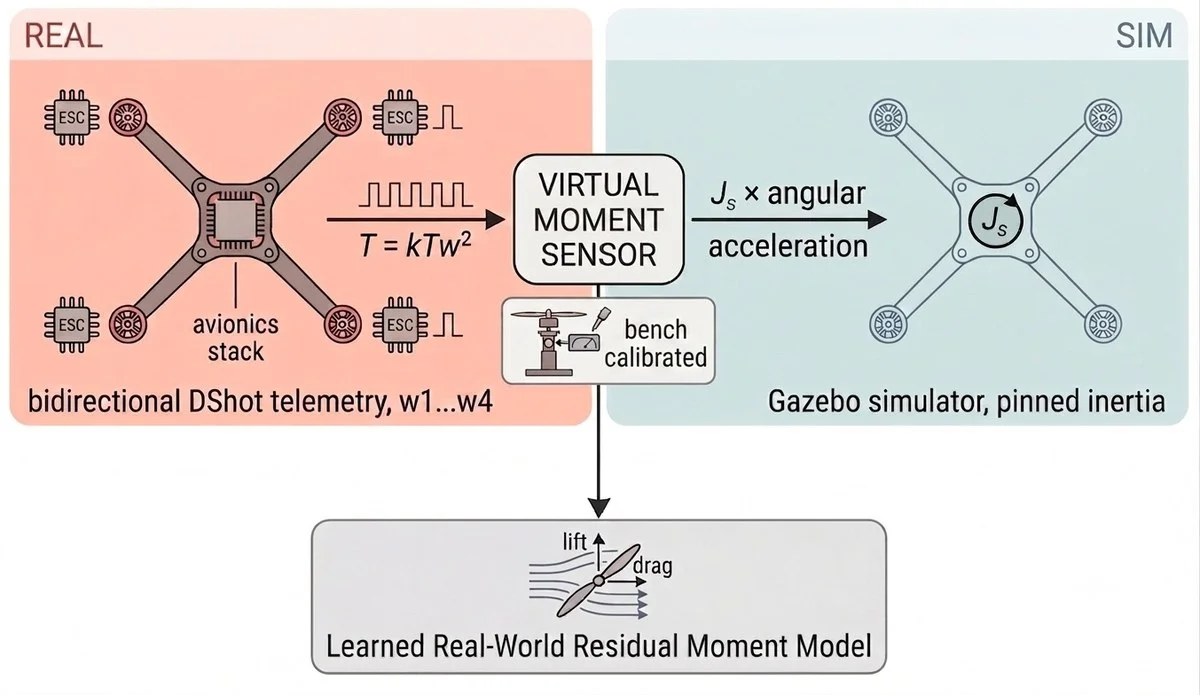 REAL
SIM
ESC
ESC
VIRTUAL
MOMENT
SENSOR
T = kTw²
Jₛ × angular
acceleration
Jₛ
ESC
ESC
avionics
stack
bench
calibrated
bidirectional DShot telemetry, w1...w4
Gazebo simulator, pinned inertia
lift
drag
Learned Real-World Residual Moment Model